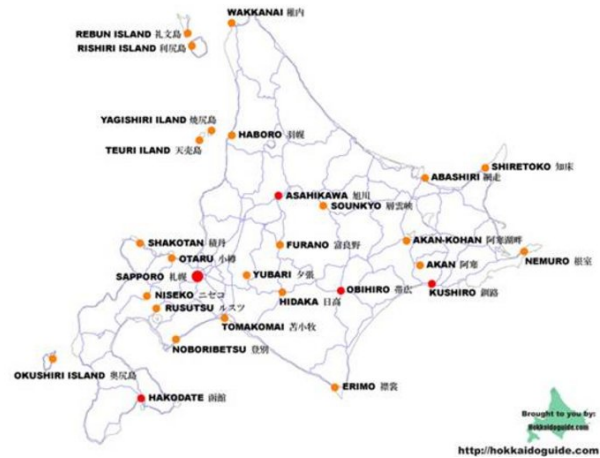 WAKKANAI 稚内
REBUN ISLAND 礼文島
RISHIRI ISLAND 利尻島
YAGISHIRI ILAND 焼尻島
HABORO 羽幌
TEURI ILAND 天売島
SHIRETOKO 知床
ABASHIRI 網走
ASAHIKAWA 旭川
SOUNKYO 層雲映
SHAKOTAN 積丹
FURANO 富良野
AKAN-KOHAN 阿寒湖畔
OTARU 小樽
NEMURO 根室
AKAN 阿寒
SAPPORO 札幌
YUBARI 夕張
OBIHIRO 帯広
KUSHIRO 釧路
NISEKO ニセコ
HIDAKA 日高
RUSUTSU ルスツ
TOMAKOMAI 苫小牧
NOBORIBETSU 登別
OKUSHIRI ISLAND 奥尻島
ERIMO 襟裳
HAKODATE 函館
Brought to you by:
Hokkaidoguide.com
http://hokkaidoguide.com